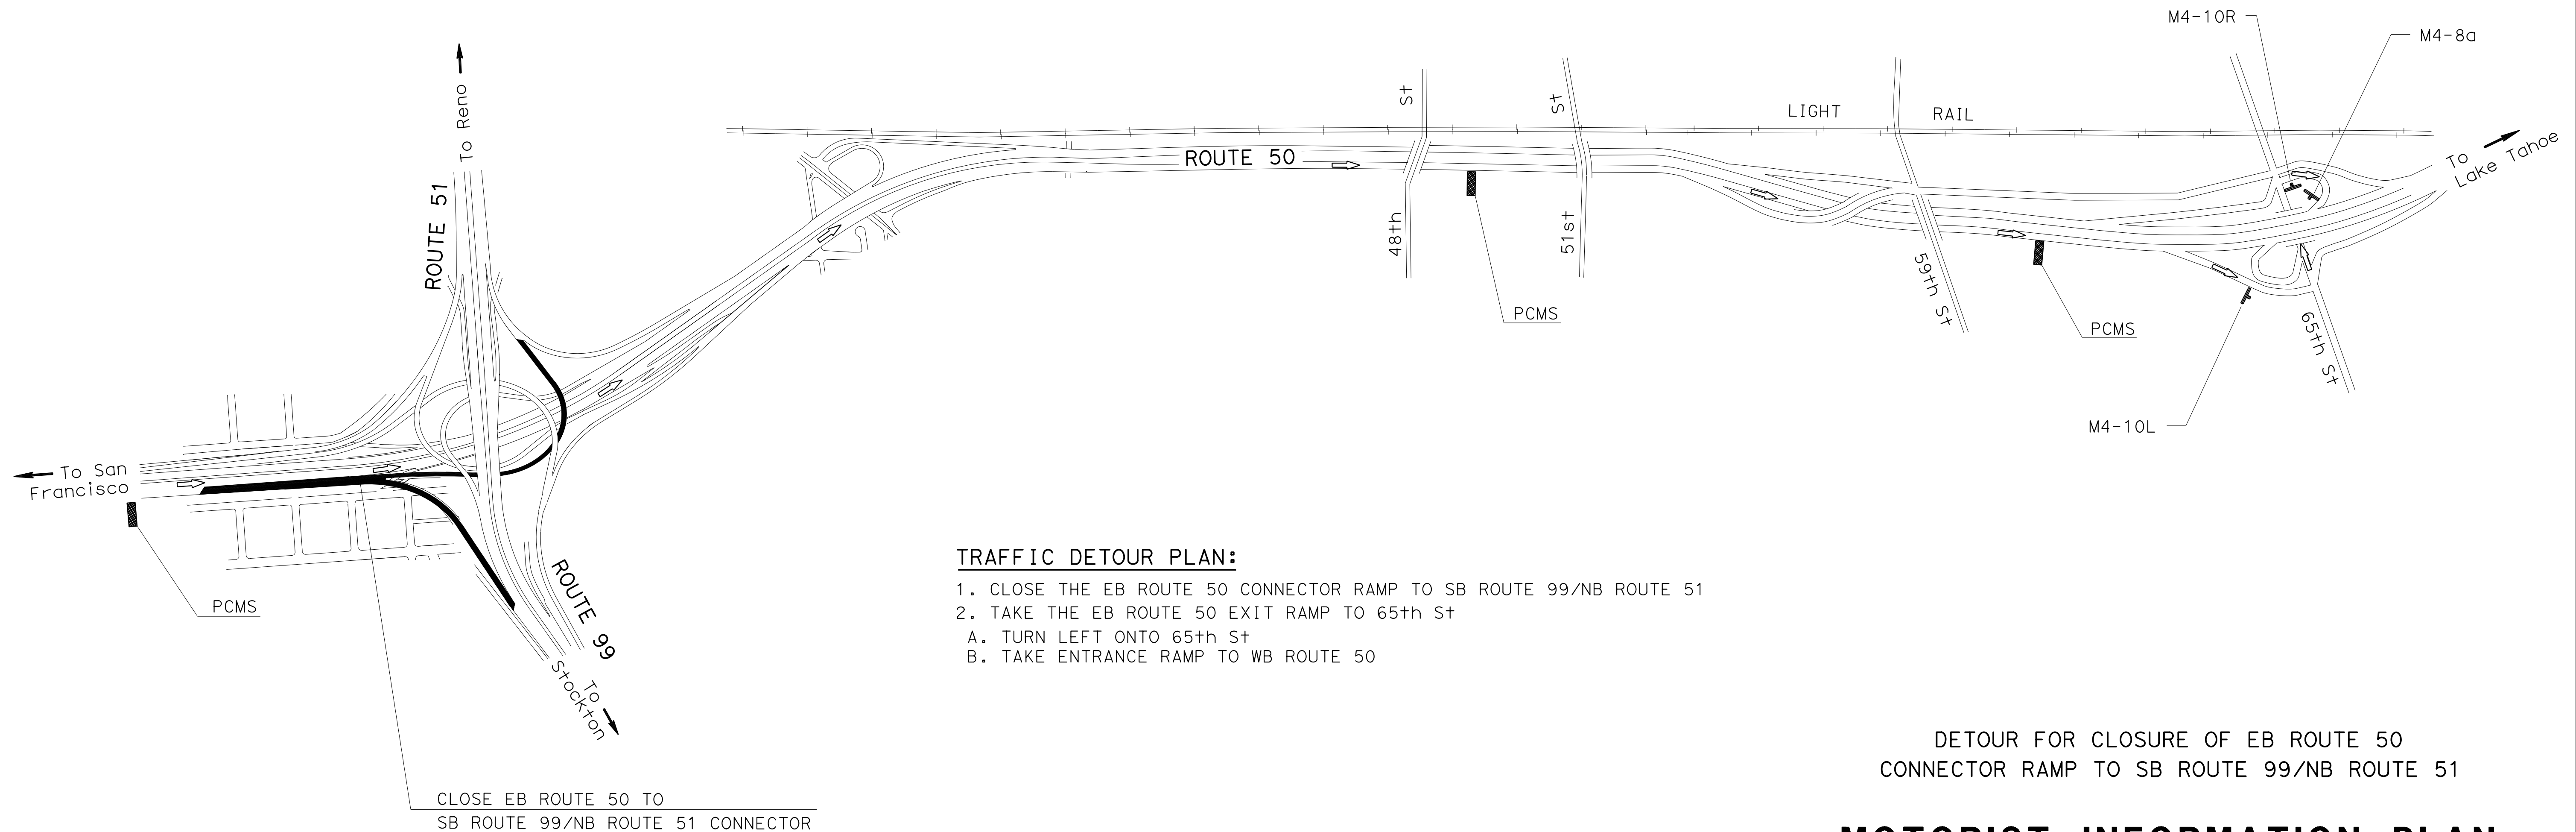 M4-10R
M4-8a
To Reno
ROUTE 51
48th St
51st St
LIGHT RAIL
ROUTE 50
To
Lake Tahoe
59th St
65th St
PCMS
PCMS
M4-10L
To San
Francisco
PCMS
ROUTE 99
To
Stockton
TRAFFIC DETOUR PLAN:
1. CLOSE THE EB ROUTE 50 CONNECTOR RAMP TO SB ROUTE 99/NB ROUTE 51
2. TAKE THE EB ROUTE 50 EXIT RAMP TO 65th St
A. TURN LEFT ONTO 65th St
B. TAKE ENTRANCE RAMP TO WB ROUTE 50
CLOSE EB ROUTE 50 TO
SB ROUTE 99/NB ROUTE 51 CONNECTOR
DETOUR FOR CLOSURE OF EB ROUTE 50
CONNECTOR RAMP TO SB ROUTE 99/NB ROUTE 51
MOTORIST INFORMATION PLAN